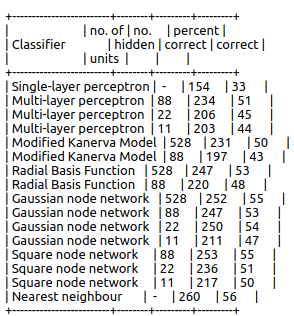 +----------------------+--------+---------+---------+
| | no. of | no. | percent |
| Classifier | hidden | correct | correct |
| | units | | |
+----------------------+--------+---------+---------+
| Single-layer perceptron | - | 154 | 33 |
| Multi-layer perceptron | 88 | 234 | 51 |
| Multi-layer perceptron | 22 | 206 | 45 |
| Multi-layer perceptron | 11 | 203 | 44 |
| Modified Kanerva Model | 528 | 231 | 50 |
| Modified Kanerva Model | 88 | 197 | 43 |
| Radial Basis Function | 528 | 247 | 53 |
| Radial Basis Function | 88 | 220 | 48 |
| Gaussian node network | 528 | 252 | 55 |
| Gaussian node network | 88 | 247 | 53 |
| Gaussian node network | 22 | 250 | 54 |
| Gaussian node network | 11 | 211 | 47 |
| Square node network | 88 | 253 | 55 |
| Square node network | 22 | 236 | 51 |
| Square node network | 11 | 217 | 50 |
| Nearest neighbour | - | 260 | 56 |
+----------------------+--------+---------+---------+